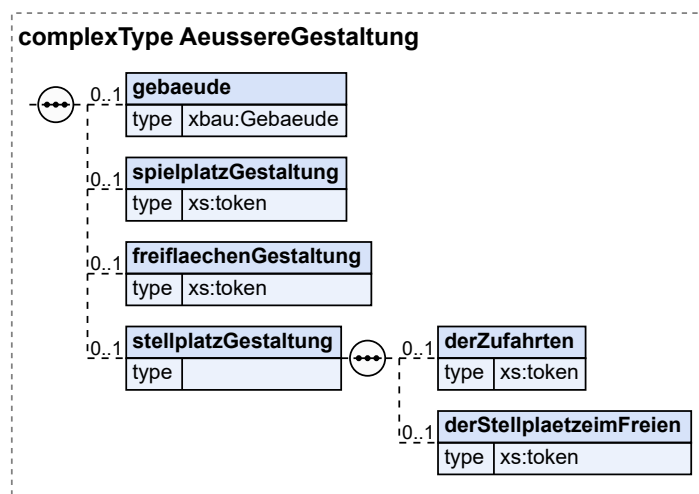 complexType AeussereGestaltung
0..1 gebaeude
type xbau:Gebaeude
0..1 spielplatzGestaltung
type xs:token
0..1 freiflaechenGestaltung
type xs:token
0..1 stellplatzGestaltung
type
0..1 derZufahrten
type xs:token
0..1 derStellplaetzeimFreien
type xs:token